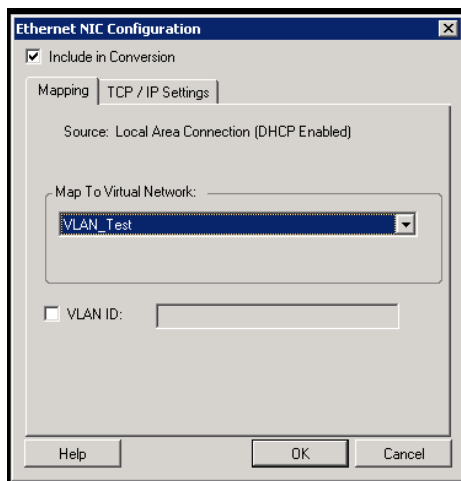 Ethernet NIC Configuration
Include in Conversion
Mapping TCP / IP Settings
Source: Local Area Connection (DHCP Enabled)
Map To Virtual Network:
VLAN_Test
VLAN ID:
Help OK Cancel